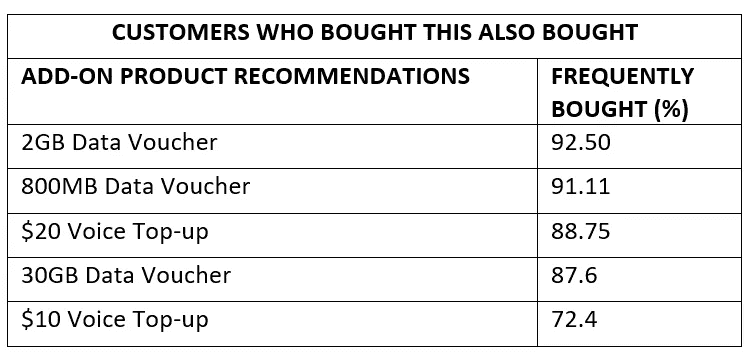 CUSTOMERS WHO BOUGHT THIS ALSO BOUGHT
ADD-ON PRODUCT RECOMMENDATIONS
FREQUENTLY
BOUGHT (%)
2GB Data Voucher 92.50
800MB Data Voucher 91.11
$20 Voice Top-up 88.75
30GB Data Voucher 87.6
$10 Voice Top-up 72.4